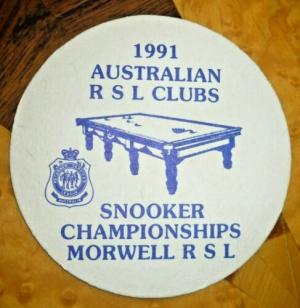 1991
AUSTRALIAN
R S L CLUBS
SNOOKER
CHAMPIONSHIPS
MORWELL R S L